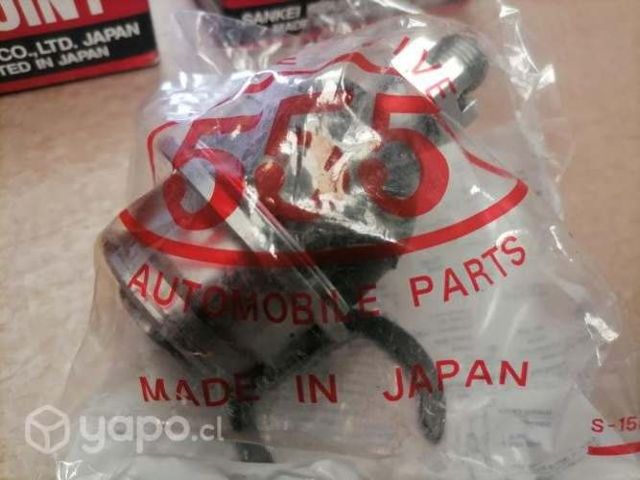 CO.,LTD. JAPAN
TED IN JAPAN
SANKEI
555
AUTOMOBILE PARTS
MADE IN JAPAN
S-15
yapo.cl